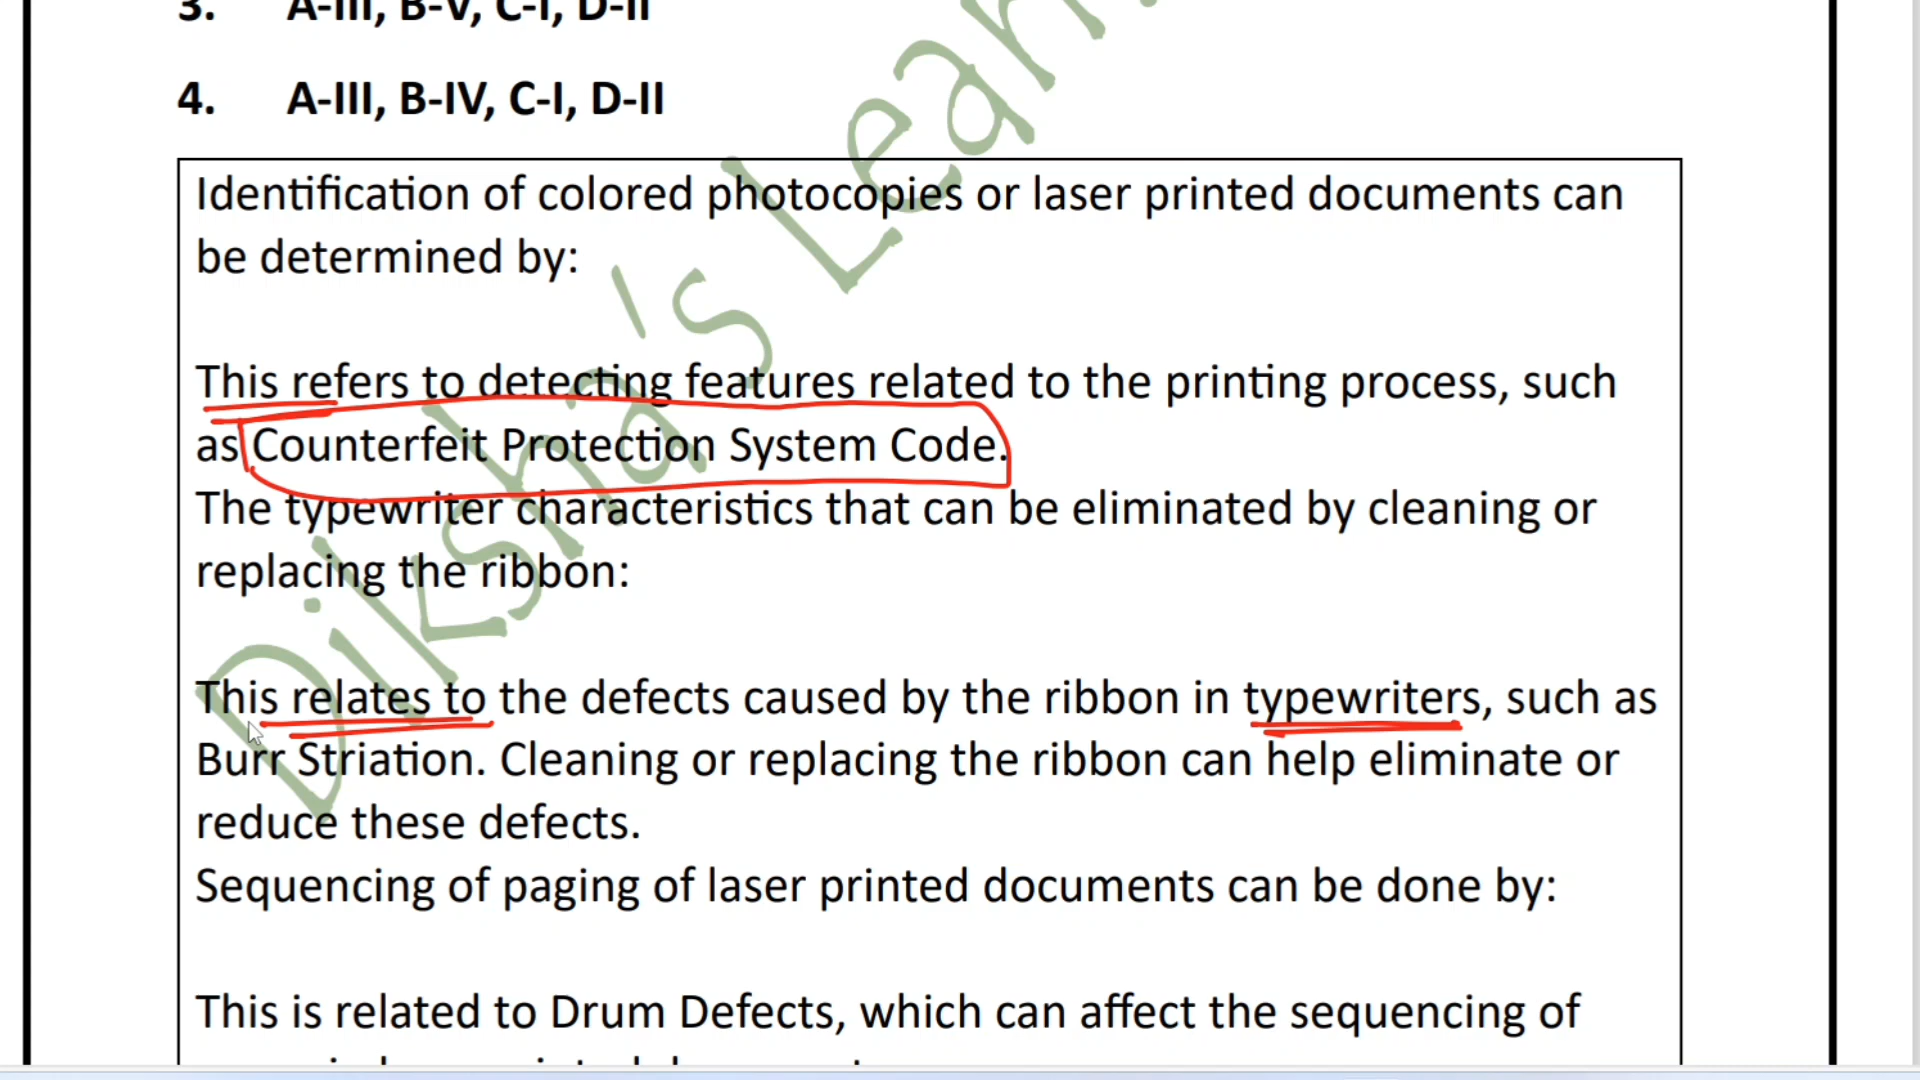 3. A-III, B-V, C-I, D-II
4. A-III, B-IV, C-I, D-II
Identification of colored photocopies or laser printed documents can
be determined by:
This refers to detecting features related to the printing process, such
as Counterfeit Protection System Code.
The typewriter characteristics that can be eliminated by cleaning or
replacing the ribbon:
This relates to the defects caused by the ribbon in typewriters, such as
Burr Striation. Cleaning or replacing the ribbon can help eliminate or
reduce these defects.
Sequencing of paging of laser printed documents can be done by:
This is related to Drum Defects, which can affect the sequencing of
Diksha's